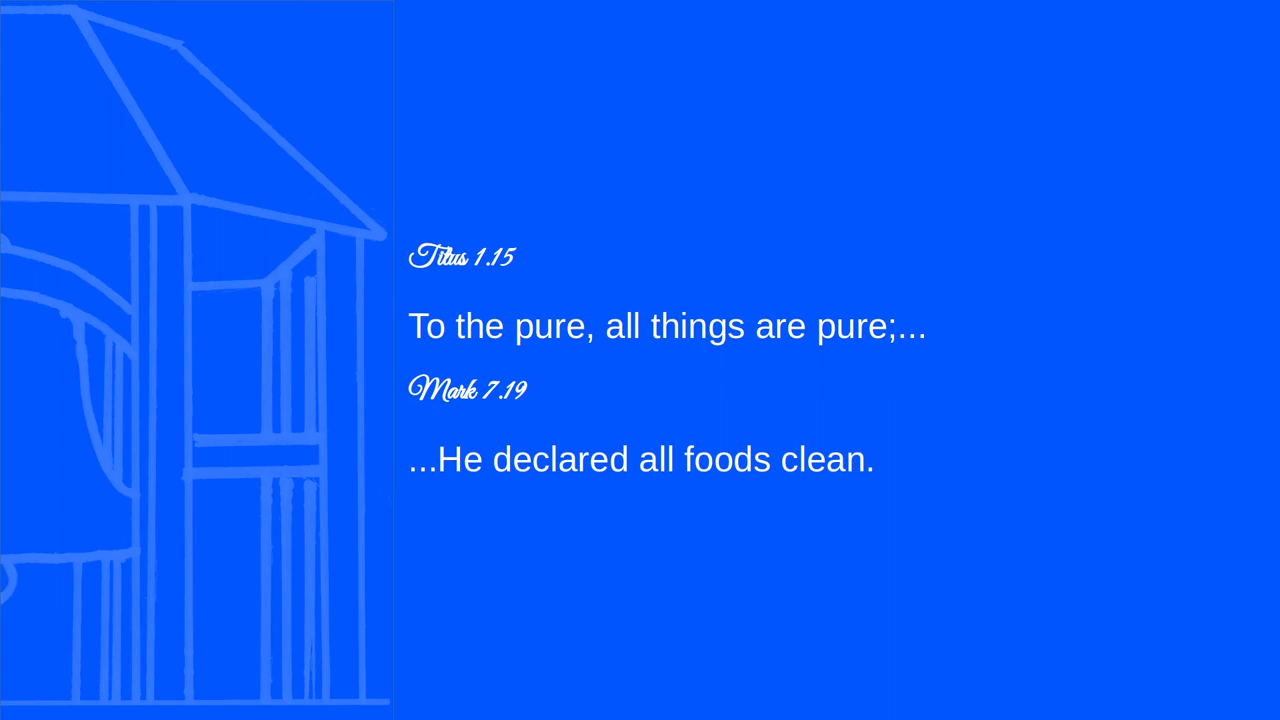 Titus 1.15
To the pure, all things are pure;...
Mark 7.19
...He declared all foods clean.